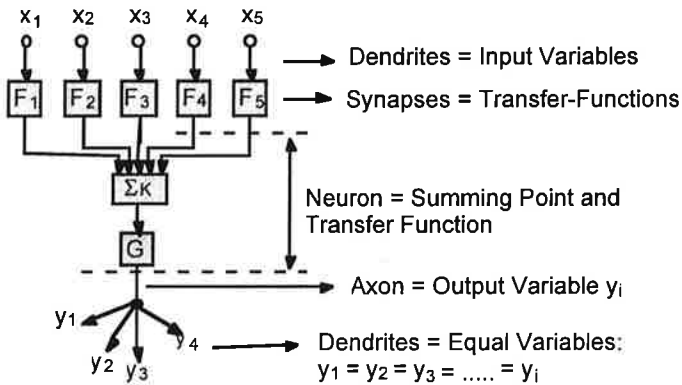 x1 x2 x3 x4 x5
Dendrites = Input Variables
F1 F2 F3 F4 F5
Synapses = Transfer-Functions
ΣK
Neuron = Summing Point and
Transfer Function
G
Axon = Output Variable yi
y1 y2 y3 y4
Dendrites = Equal Variables:
y1 = y2 = y3 = ..... = yi